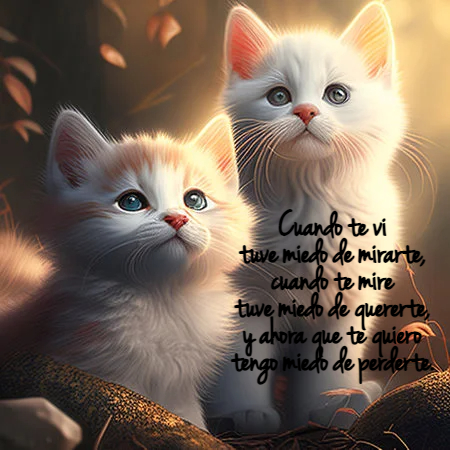 Cuando te vi
tuve miedo de mirarte,
cuando te mire
tuve miedo de quererte,
y ahora que te quiero
tengo miedo de perderte.